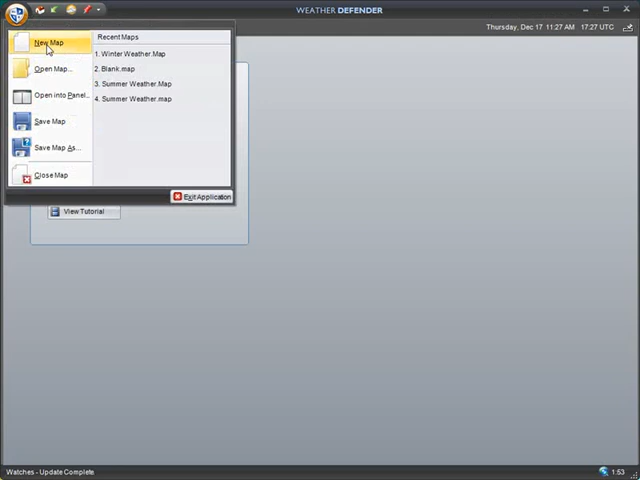 WEATHER DEFENDER
Thursday, Dec 17 11:27 AM 17:27 UTC
New Map
Open Map...
Open into Panel..
Save Map
Save Map As...
Close Map
Recent Maps
1. Winter Weather.Map
2. Blank.map
3. Summer Weather.Map
4. Summer Weather.map
Exit Application
View Tutorial
Watches - Update Complete
1:53